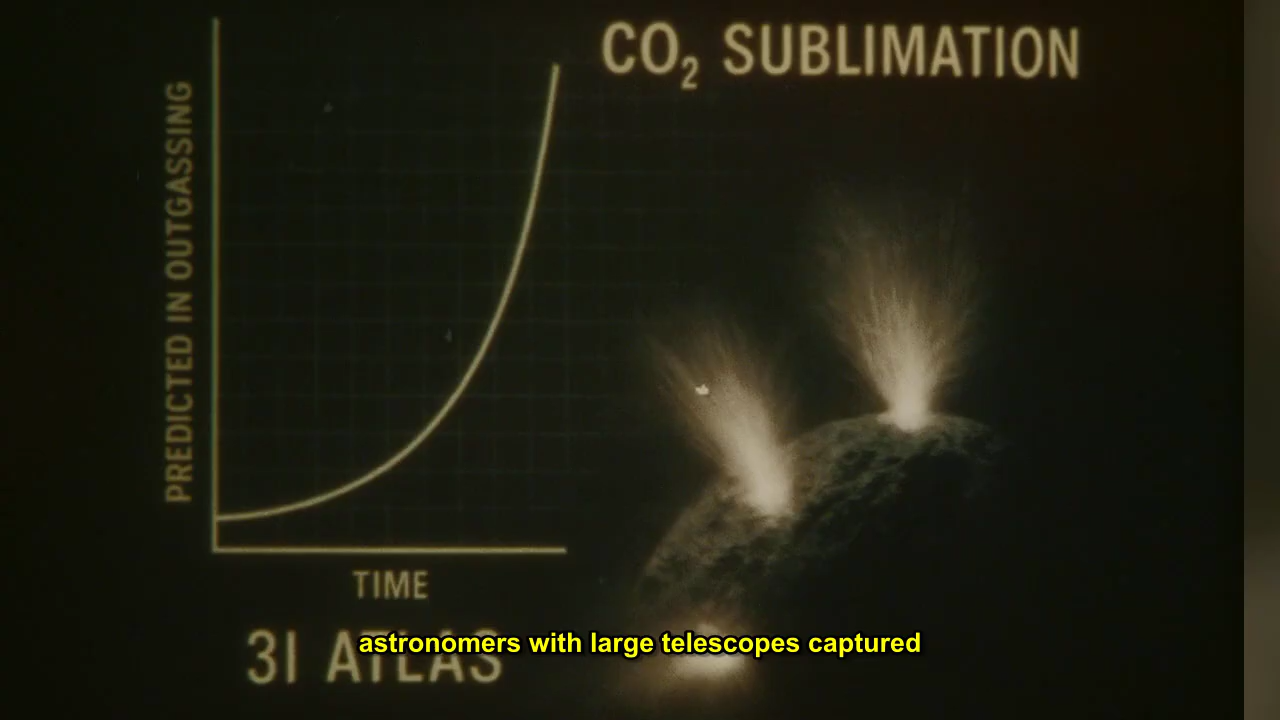 CO₂ SUBLIMATION
PREDICTED IN OUTGASSING
TIME
3I ATLAS
astronomers with large telescopes captured